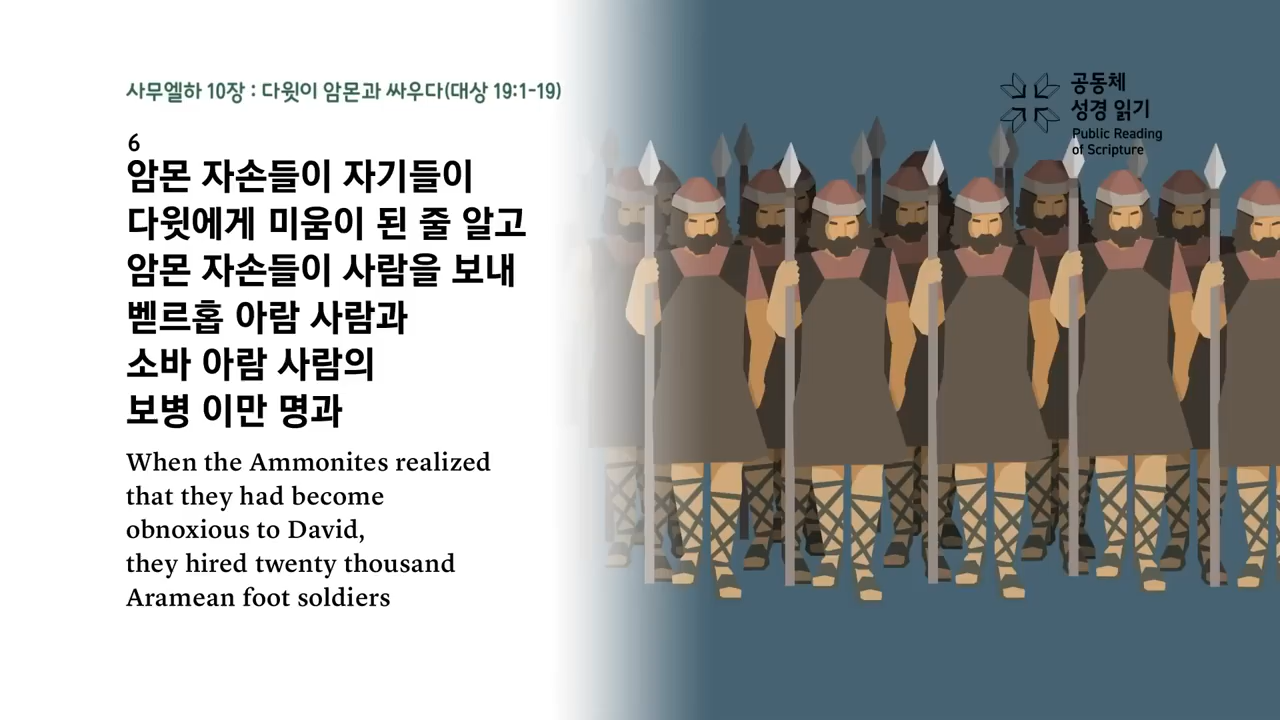 사무엘하 10장 : 다윗이 암몬과 싸우다(대상 19:1-19)
6
암몬 자손들이 자기들이
다윗에게 미움이 된 줄 알고
암몬 자손들이 사람을 보내
벧르홉 아람 사람과
소바 아람 사람의
보병 이만 명과
When the Ammonites realized
that they had become
obnoxious to David,
they hired twenty thousand
Aramean foot soldiers
공동체
성경 읽기
Public Reading
of Scripture